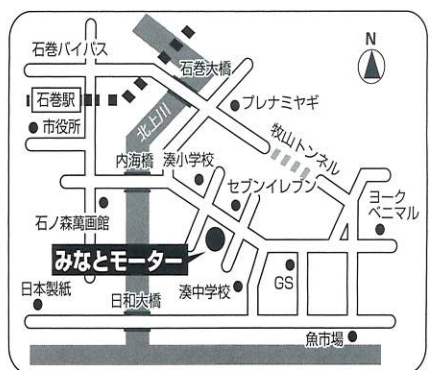 石巻バイパス
N
石巻大橋
石巻駅
北上川
プレナミヤギ
市役所
牧山トンネル
内海橋
湊小学校
セブンイレブン
ヨーク
ベニマル
石ノ森萬画館
みなとモーター
日本製紙
日和大橋
湊中学校
GS
魚市場